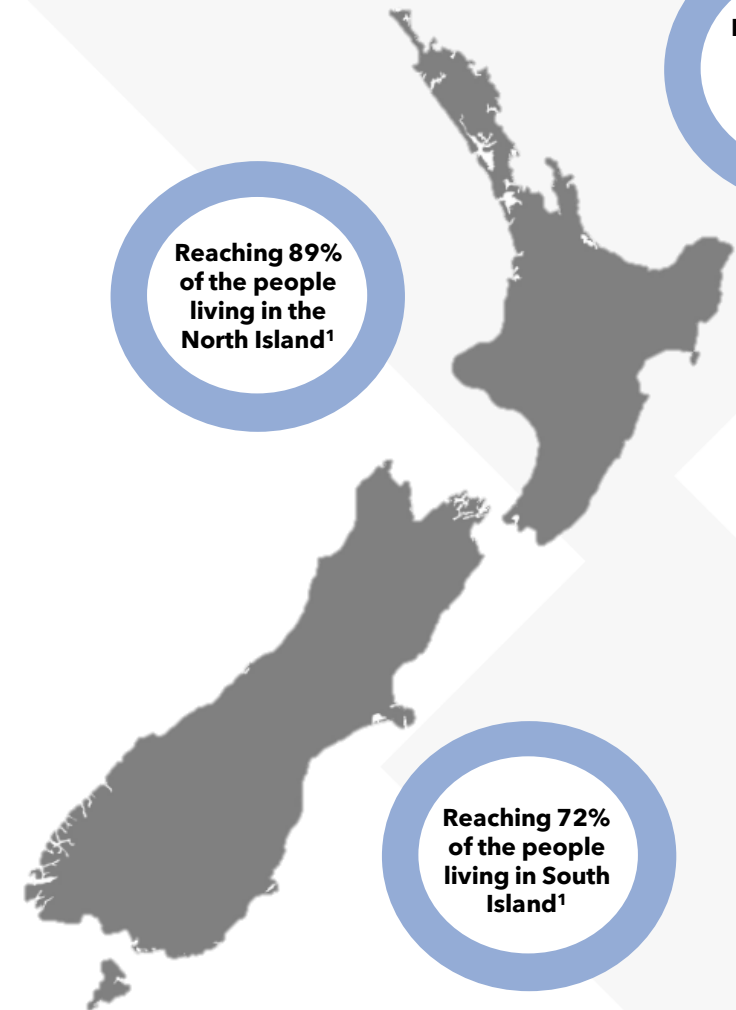 Reaching 89%
of the people
living in the
North Island¹
Reaching 72%
of the people
living in South
Island¹